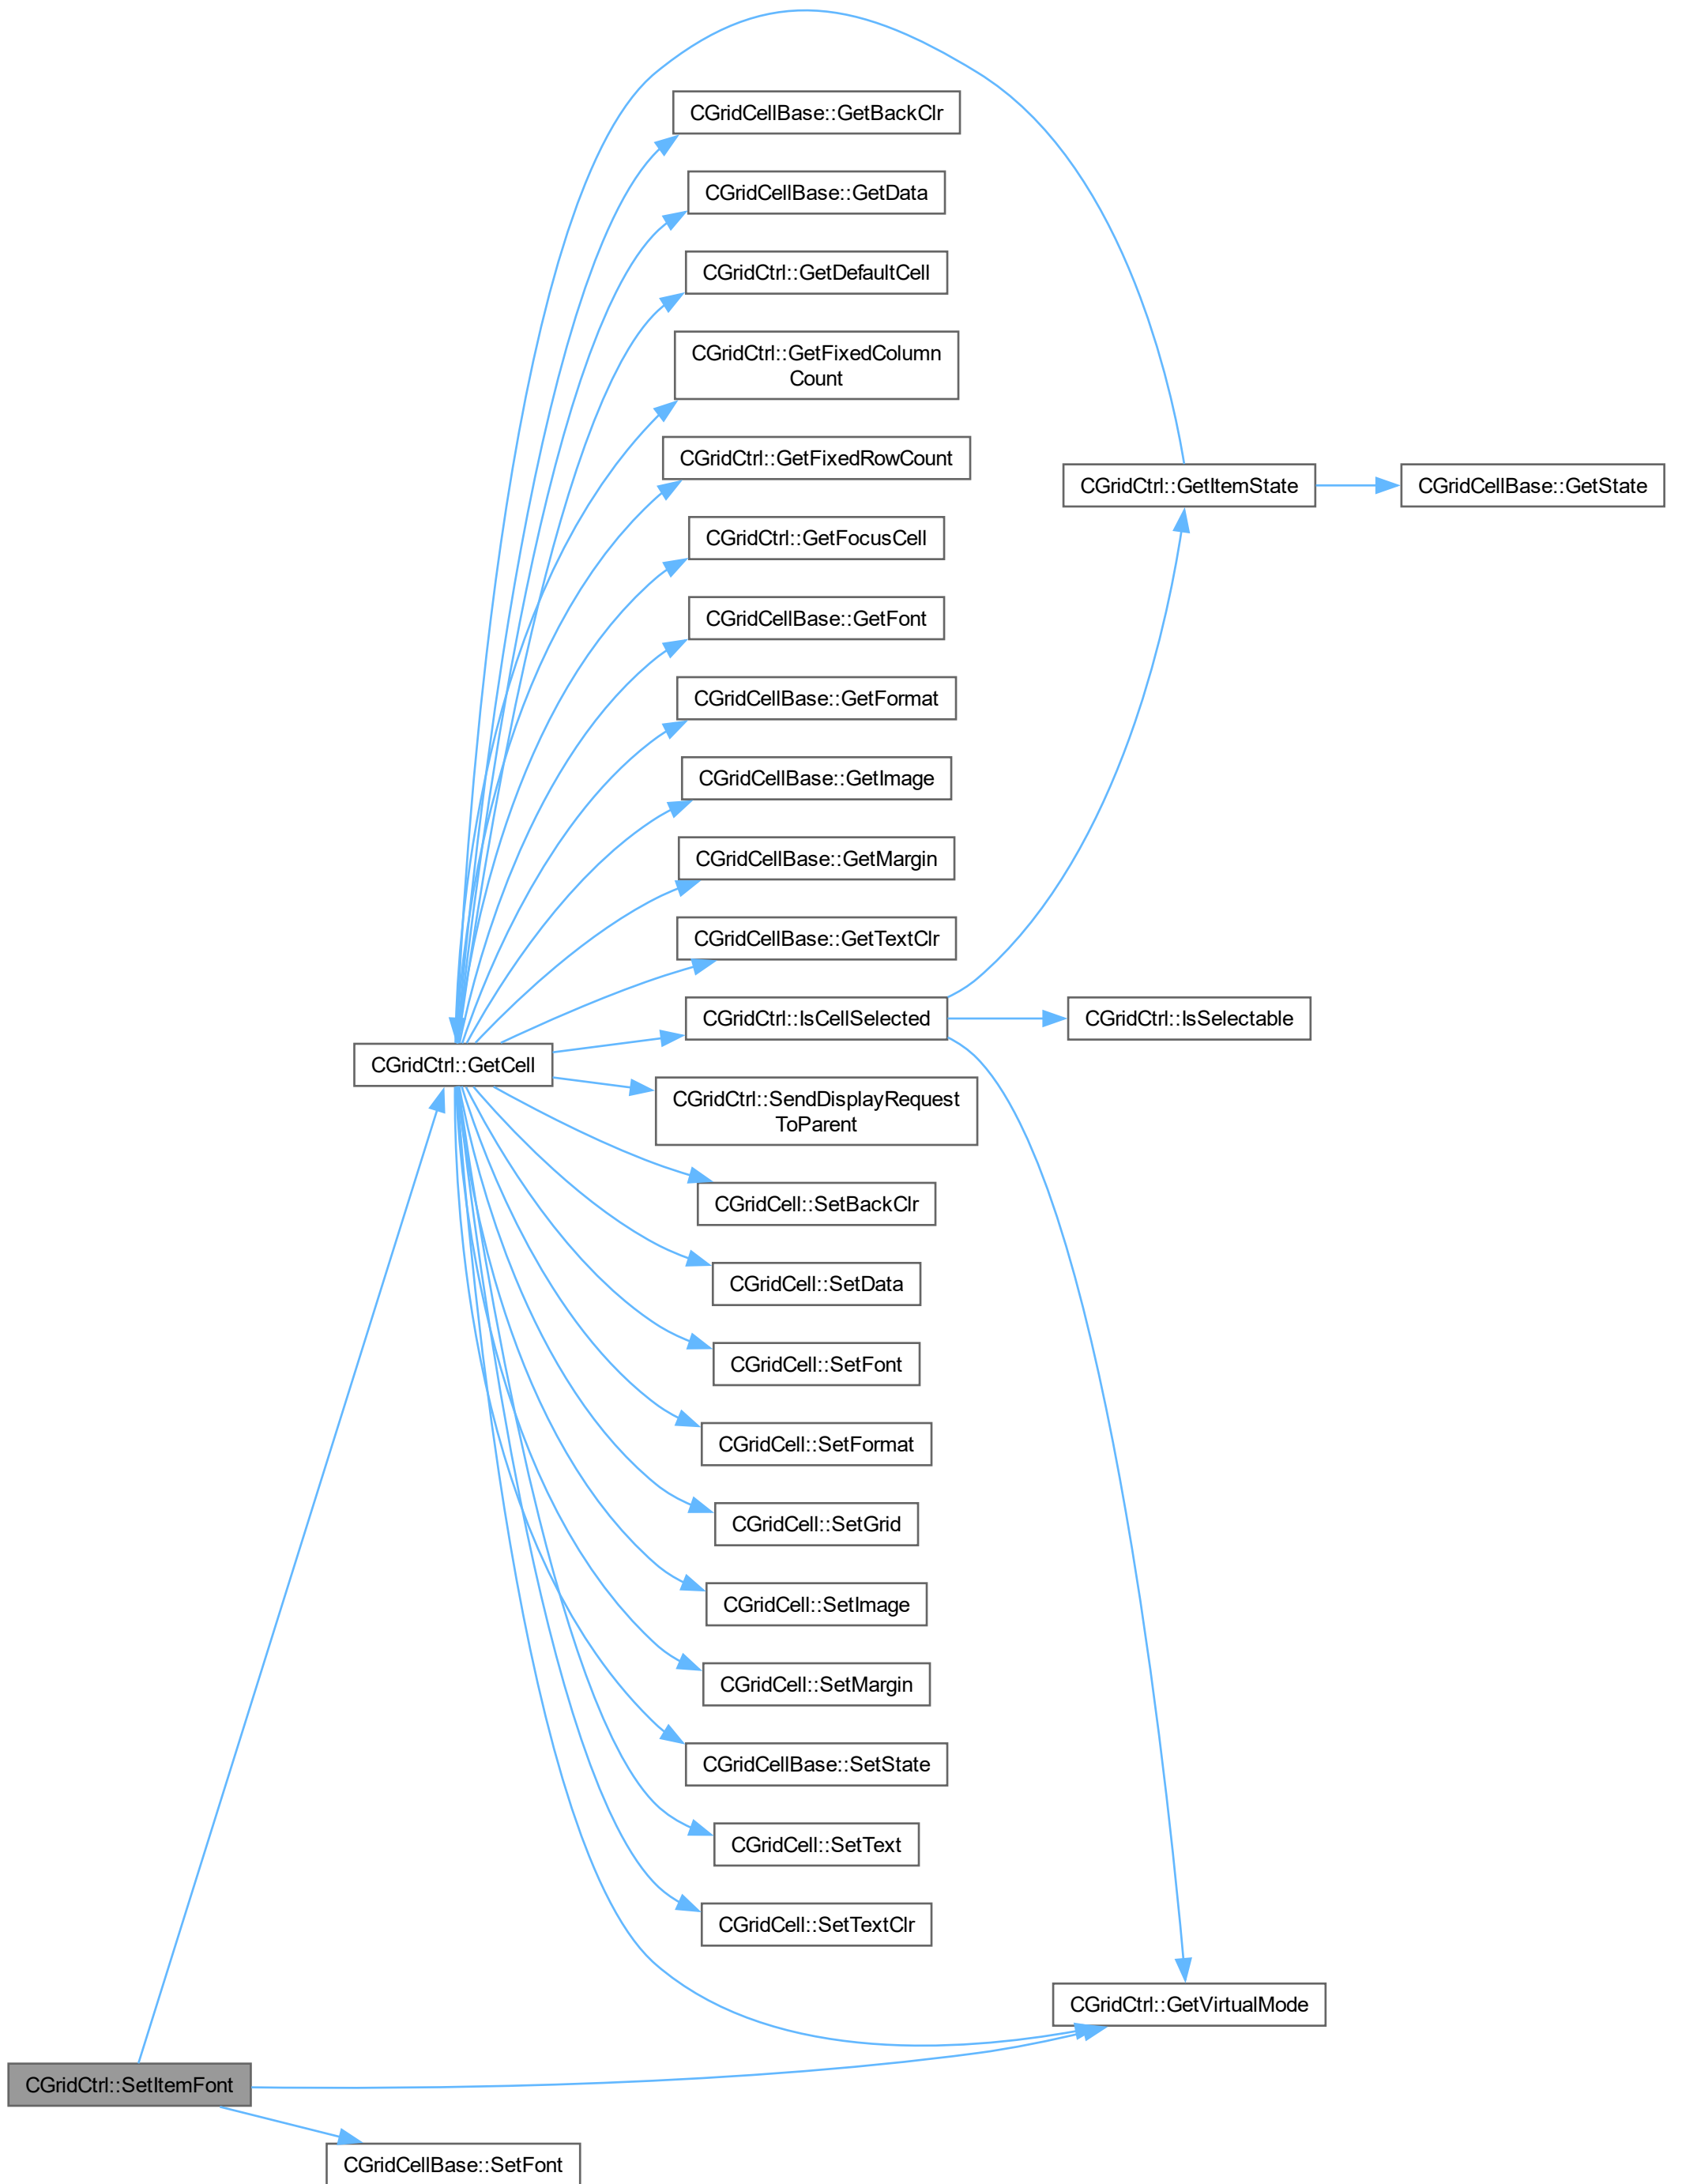 CGridCellBase::GetBackClr
CGridCellBase::GetData
CGridCtrl::GetDefaultCell
CGridCtrl::GetFixedColumn
Count
CGridCtrl::GetFixedRowCount
CGridCtrl::GetItemState
CGridCellBase::GetState
CGridCtrl::GetFocusCell
CGridCellBase::GetFont
CGridCellBase::GetFormat
CGridCellBase::GetImage
CGridCellBase::GetMargin
CGridCellBase::GetTextClr
CGridCtrl::IsCellSelected
CGridCtrl::IsSelectable
CGridCtrl::GetCell
CGridCtrl::SendDisplayRequest
ToParent
CGridCell::SetBackClr
CGridCell::SetData
CGridCell::SetFont
CGridCell::SetFormat
CGridCell::SetGrid
CGridCell::SetImage
CGridCell::SetMargin
CGridCellBase::SetState
CGridCell::SetText
CGridCell::SetTextClr
CGridCtrl::GetVirtualMode
CGridCtrl::SetItemFont
CGridCellBase::SetFont